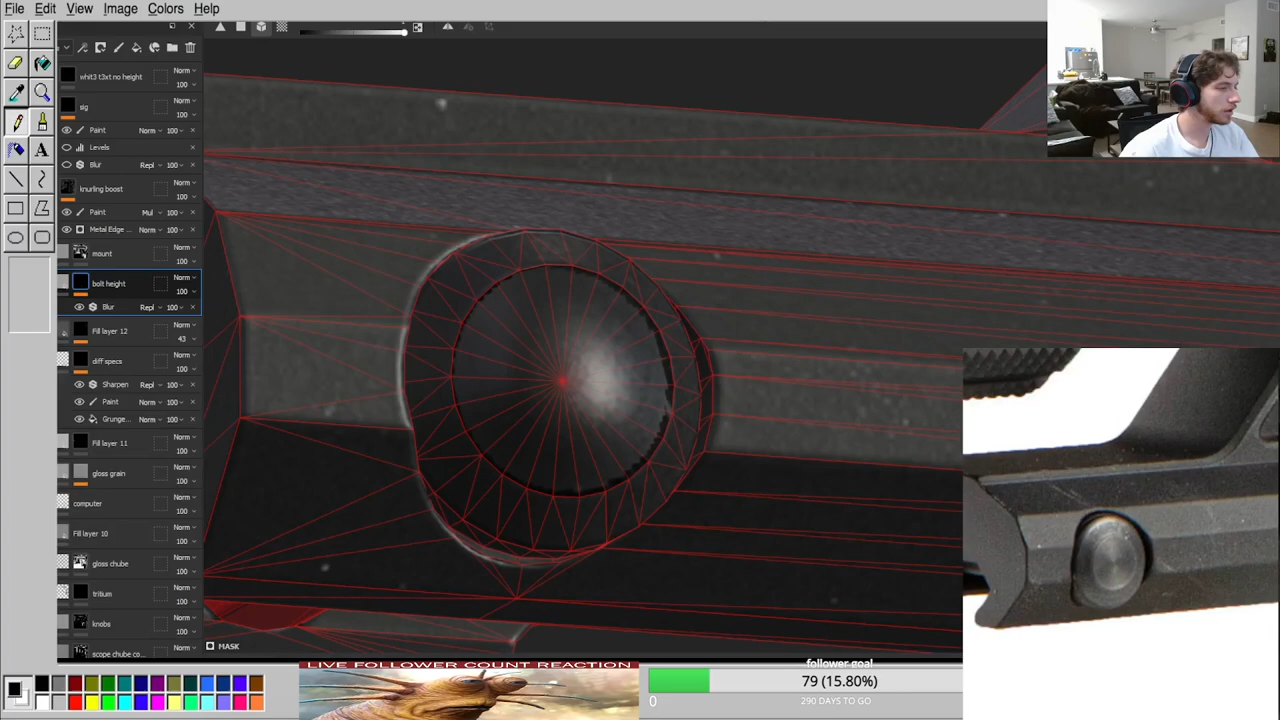 File Edit View Image Colors Help
whit3 t3xt no height Norm 100
sig Norm 100
Paint Norm 100
Levels
Blur Repl 100
knurling boost Norm 100
Paint Mul 100
Metal Edge ... Norm 100
mount Norm 100
bolt height Norm 100
Blur Repl 100
Fill layer 12 Norm 43
diff specs Norm 100
Sharpen Repl 100
Paint Norm 100
Grunge... Norm 100
Fill layer 11 Norm 100
gloss grain Norm 100
computer Norm 100
Fill layer 10 Norm 100
gloss chube Norm 100
tritium Norm 100
knobs Norm 100
scope chube co... Norm
MASK
LIVE FOLLOWER COUNT REACTION
follower goal
79 (15.80%)
0
290 DAYS TO GO